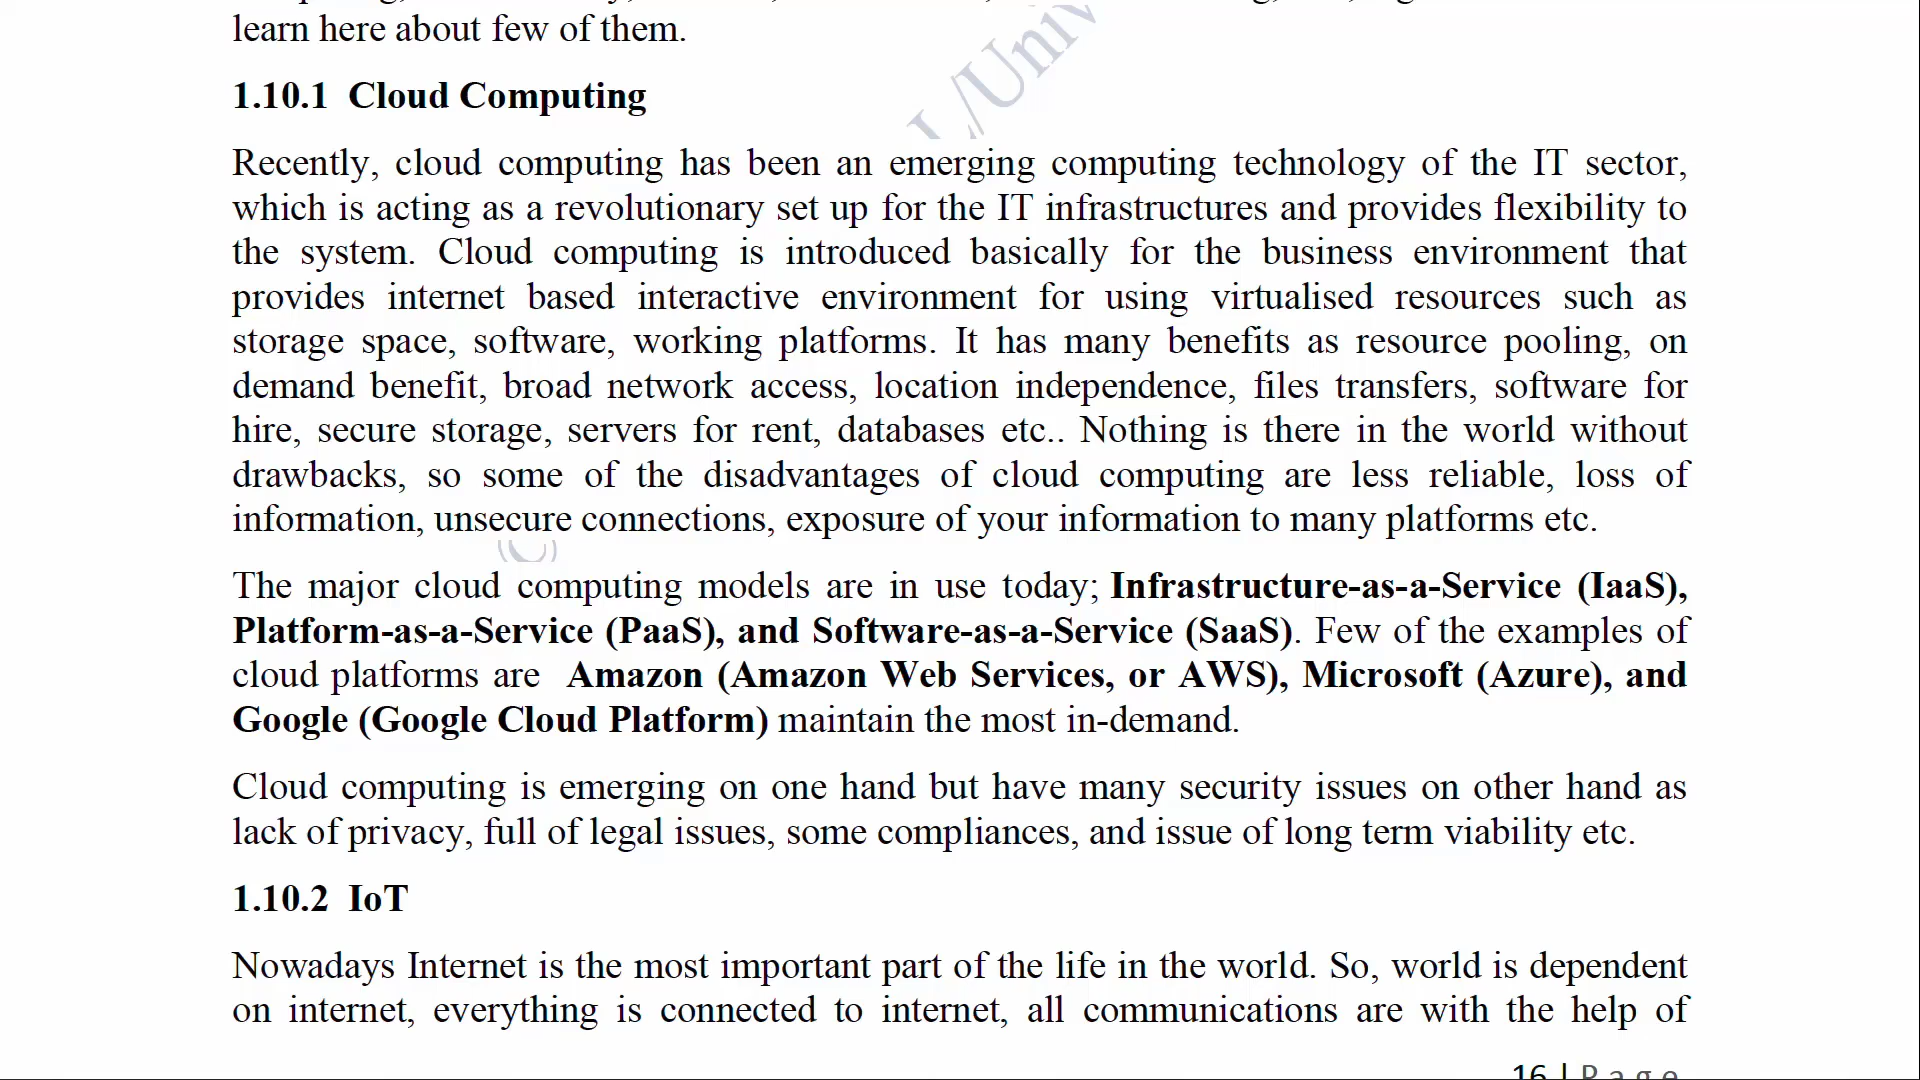 learn here about few of them.
L/Univ
1.10.1 Cloud Computing
Recently, cloud computing has been an emerging computing technology of the IT sector,
which is acting as a revolutionary set up for the IT infrastructures and provides flexibility to
the system. Cloud computing is introduced basically for the business environment that
provides internet based interactive environment for using virtualised resources such as
storage space, software, working platforms. It has many benefits as resource pooling, on
demand benefit, broad network access, location independence, files transfers, software for
hire, secure storage, servers for rent, databases etc.. Nothing is there in the world without
drawbacks, so some of the disadvantages of cloud computing are less reliable, loss of
information, unsecure connections, exposure of your information to many platforms etc.
The major cloud computing models are in use today; Infrastructure-as-a-Service (IaaS),
Platform-as-a-Service (PaaS), and Software-as-a-Service (SaaS). Few of the examples of
cloud platforms are Amazon (Amazon Web Services, or AWS), Microsoft (Azure), and
Google (Google Cloud Platform) maintain the most in-demand.
Cloud computing is emerging on one hand but have many security issues on other hand as
lack of privacy, full of legal issues, some compliances, and issue of long term viability etc.
1.10.2 IoT
Nowadays Internet is the most important part of the life in the world. So, world is dependent
on internet, everything is connected to internet, all communications are with the help of
16 | Page